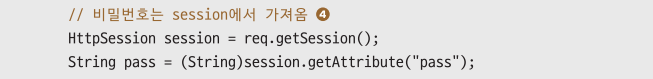 // 비밀번호는 session에서 가져옴 ❹
HttpSession session = req.getSession();
String pass = (String)session.getAttribute("pass");